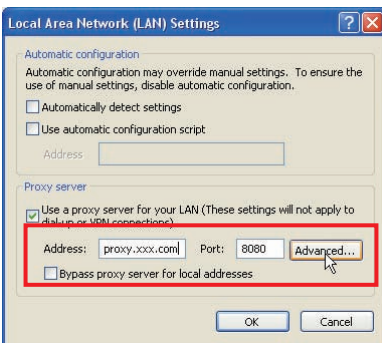 Local Area Network (LAN) Settings
Automatic configuration
Automatic configuration may override manual settings. To ensure the
use of manual settings, disable automatic configuration.
Automatically detect settings
Use automatic configuration script
Address
Proxy server
Use a proxy server for your LAN (These settings will not apply to
dial-up or VPN connections)
Address: proxy.xxx.com Port: 8080 Advanced...
Bypass proxy server for local addresses
OK Cancel